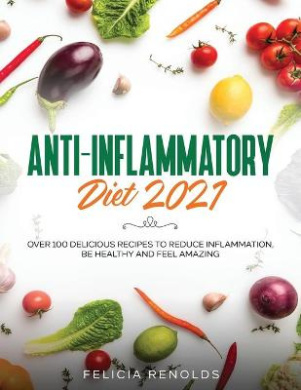 ANTI-INFLAMMATORY
Diet 2021
OVER 100 DELICIOUS RECIPES TO REDUCE INFLAMMATION,
BE HEALTHY AND FEEL AMAZING
FELICIA RENOLDS